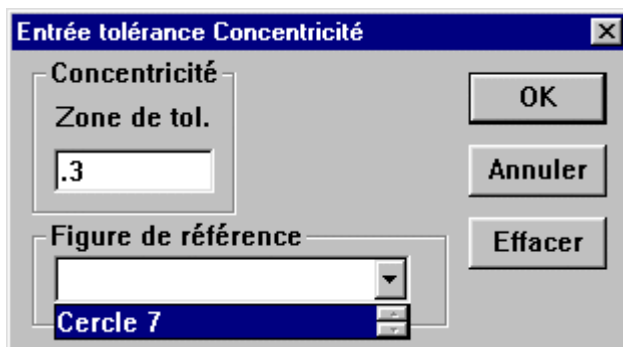 Entrée tolérance Concentricité
Concentricité
Zone de tol.
.3
OK
Annuler
Effacer
Figure de référence
Cercle 7